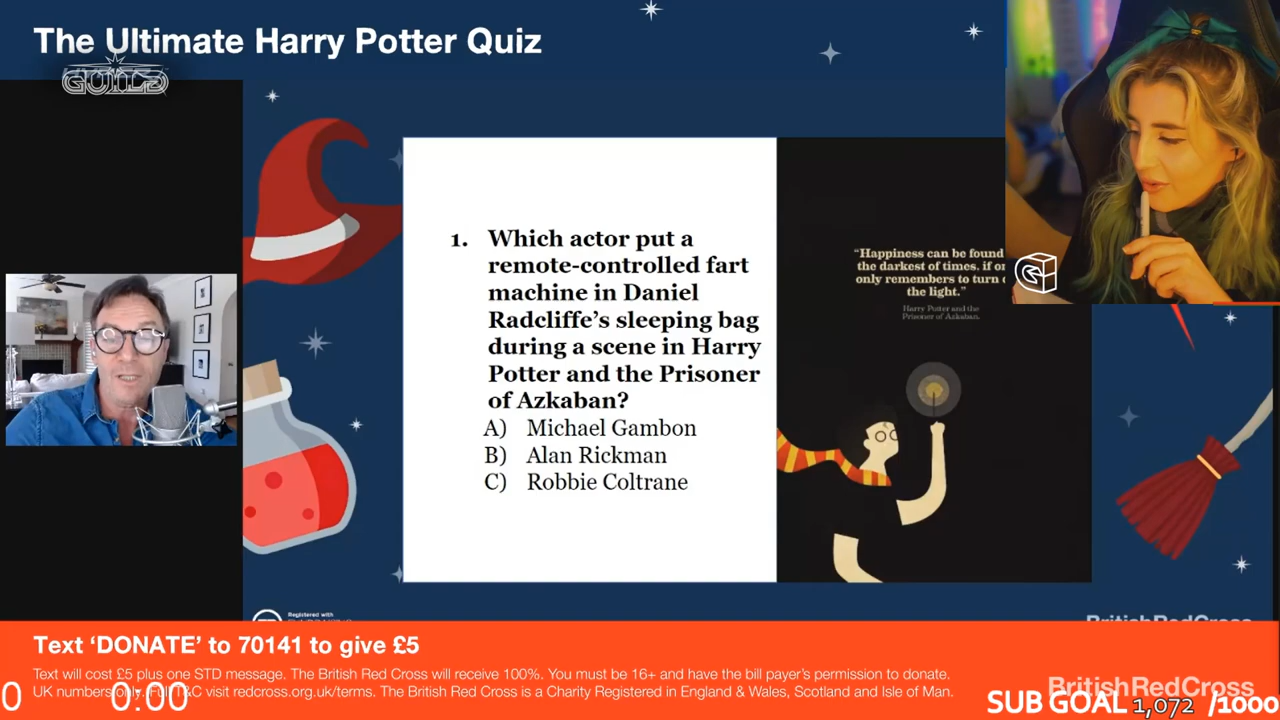 The Ultimate Harry Potter Quiz
GUILD
1. Which actor put a
remote-controlled fart
machine in Daniel
Radcliffe’s sleeping bag
during a scene in Harry
Potter and the Prisoner
of Azkaban?
A) Michael Gambon
B) Alan Rickman
C) Robbie Coltrane
“Happiness can be found
the darkest of times, if
only remembers to turn
the light.”
Harry Potter and the
Prisoner of Azkaban.
Registered with
BritishRedCross
Text ‘DONATE’ to 70141 to give £5
Text will cost £5 plus one STD message. The British Red Cross will receive 100%. You must be 16+ and have the bill payer’s permission to donate.
UK numbers only. Full T&C visit redcross.org.uk/terms. The British Red Cross is a Charity Registered in England & Wales, Scotland and Isle of Man.
0 0:00
BritishRedCross
SUB GOAL 1,072 /1000